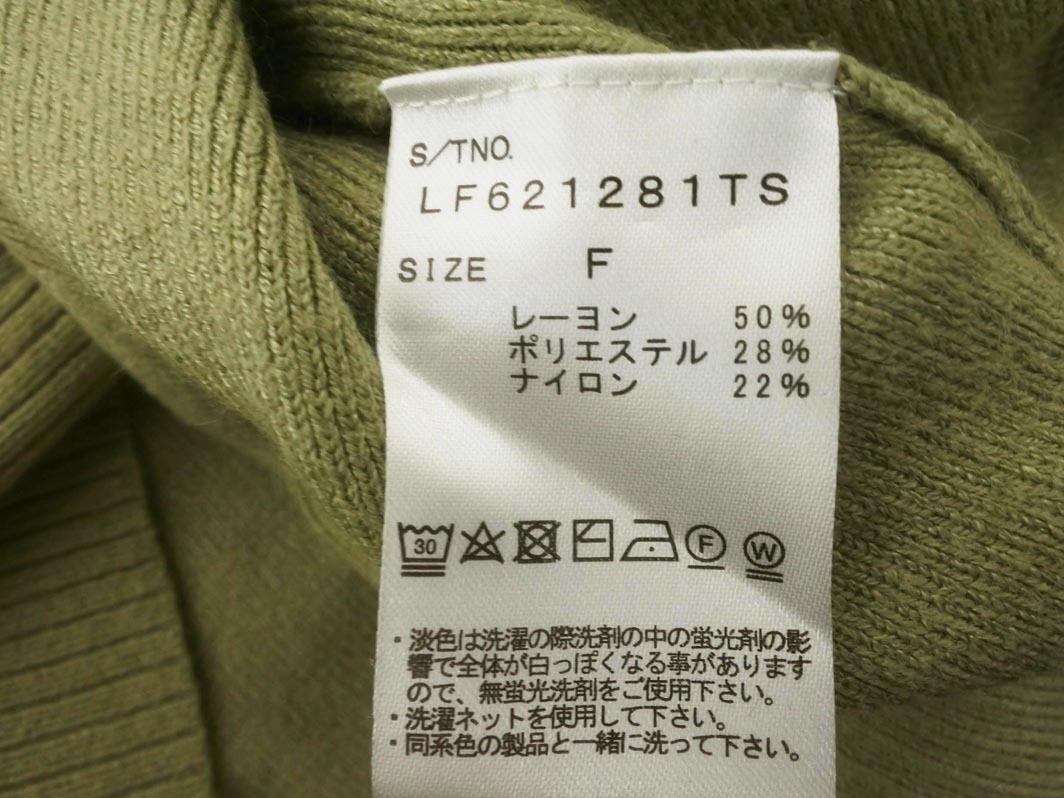 S/TNO.
LF621281TS
SIZE F
レーヨン 50%
ポリエステル 28%
ナイロン 22%
30 F W
・淡色は洗濯の際洗剤の中の蛍光剤の影
響で全体が白っぽくなる事があります
ので、無蛍光洗剤をご使用下さい。
・洗濯ネットを使用して下さい。
・同系色の製品と一緒に洗って下さい。